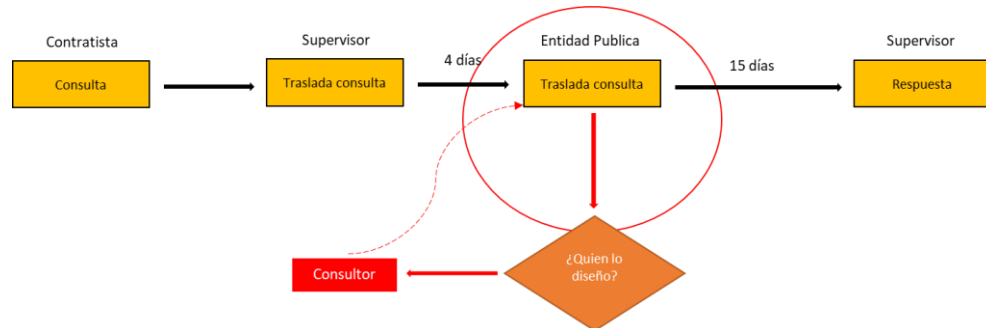 Contratista
Supervisor
Entidad Publica
Supervisor
Consulta
Traslada consulta
4 días
Traslada consulta
15 días
Respuesta
¿Quien lo
diseño?
Consultor